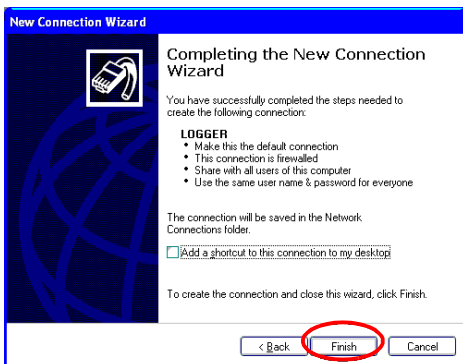 New Connection Wizard
Completing the New Connection
Wizard
You have successfully completed the steps needed to
create the following connection:
LOGGER
• Make this the default connection
• This connection is firewalled
• Share with all users of this computer
• Use the same user name & password for everyone
The connection will be saved in the Network
Connections folder.
Add a shortcut to this connection to my desktop
To create the connection and close this wizard, click Finish.
< Back
Finish
Cancel